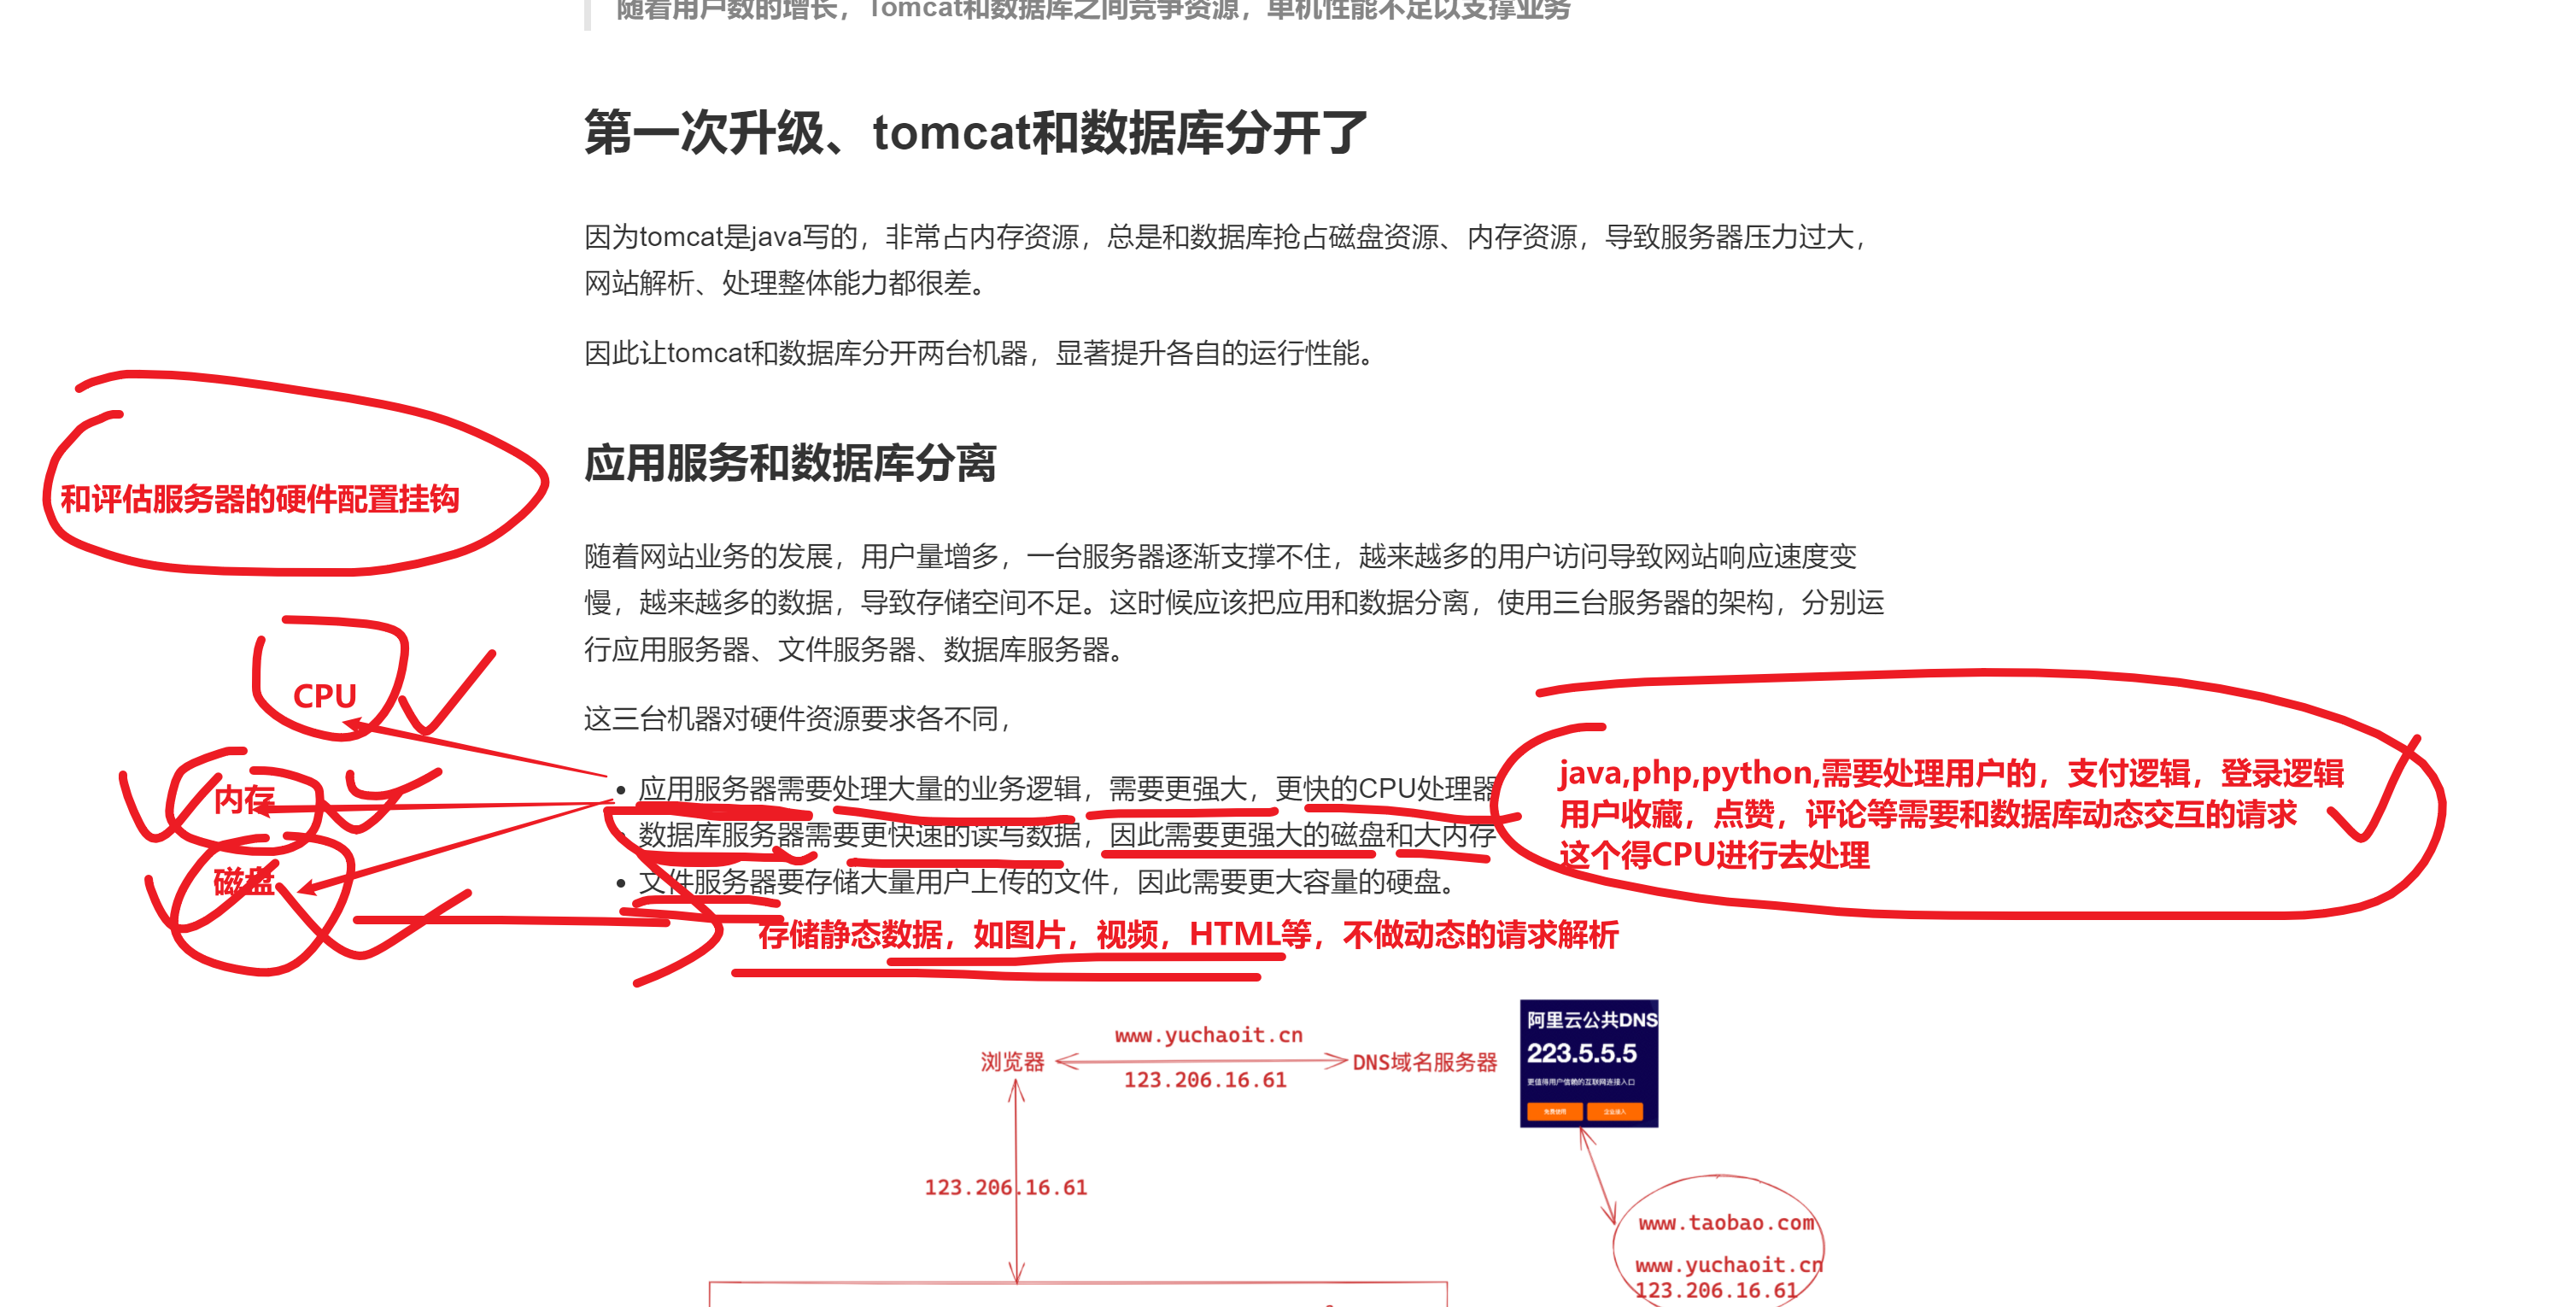 随着用户数的增长，Tomcat和数据库之间竞争资源，单机性能不足以支撑业务
第一次升级、tomcat和数据库分开了
因为tomcat是java写的，非常占内存资源，总是和数据库抢占磁盘资源、内存资源，导致服务器压力过大，
网站解析、处理整体能力都很差。
因此让tomcat和数据库分开两台机器，显著提升各自的运行性能。
应用服务和数据库分离
和评估服务器的硬件配置挂钩
随着网站业务的发展，用户量增多，一台服务器逐渐支撑不住，越来越多的用户访问导致网站响应速度变
慢，越来越多的数据，导致存储空间不足。这时候应该把应用和数据分离，使用三台服务器的架构，分别运
行应用服务器、文件服务器、数据库服务器。
CPU
这三台机器对硬件资源要求各不同，
内存
应用服务器需要处理大量的业务逻辑，需要更强大，更快的CPU处理器
数据库服务器需要更快速的读写数据，因此需要更强大的磁盘和大内存
磁盘
文件服务器要存储大量用户上传的文件，因此需要更大容量的硬盘。
java,php,python,需要处理用户的，支付逻辑，登录逻辑
用户收藏，点赞，评论等需要和数据库动态交互的请求
这个得CPU进行去处理
存储静态数据，如图片，视频，HTML等，不做动态的请求解析
www.yuchaoit.cn
浏览器
DNS域名服务器
123.206.16.61
阿里云公共DNS
223.5.5.5
更值得用户信赖的互联网连接入口
免费使用
企业接入
123.206.16.61
www.taobao.com
www.yuchaoit.cn
123.206.16.61